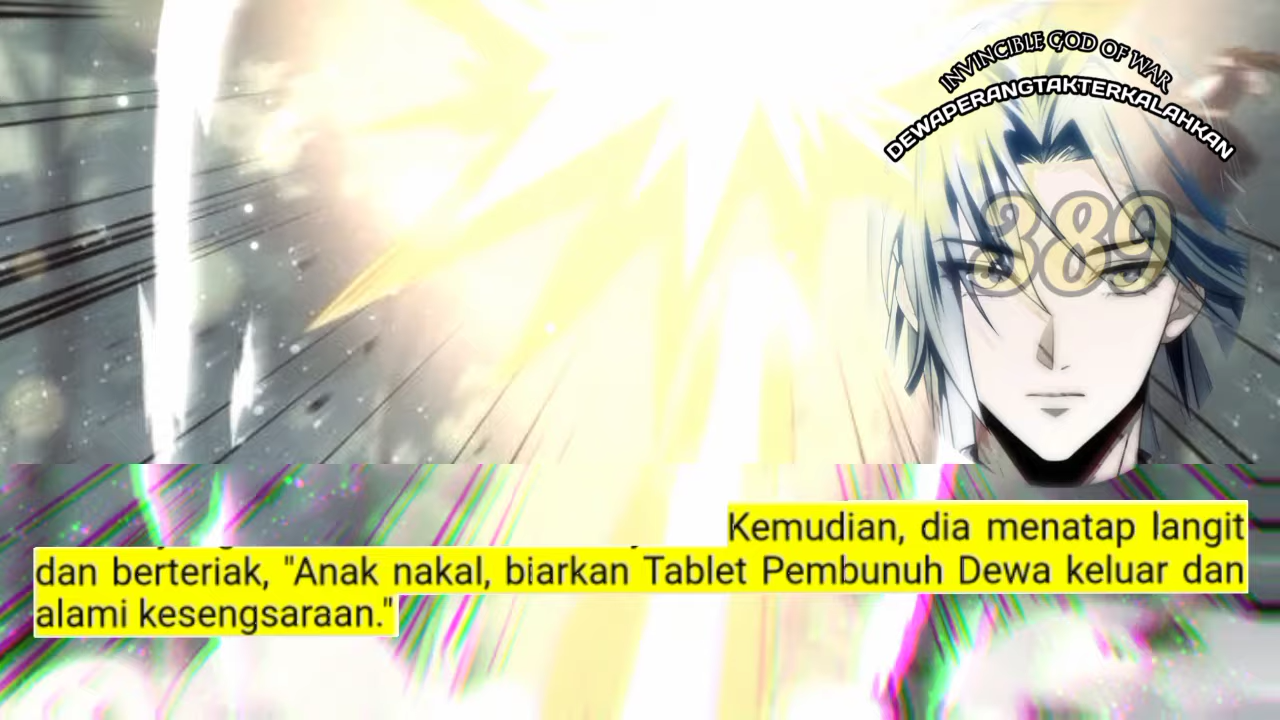 INVINCIBLE GOD OF WAR
DEWAPERANGTAKTERKALAHKAN
389
Kemudian, dia menatap langit
dan berteriak, "Anak nakal, biarkan Tablet Pembunuh Dewa keluar dan
alami kesengsaraan."